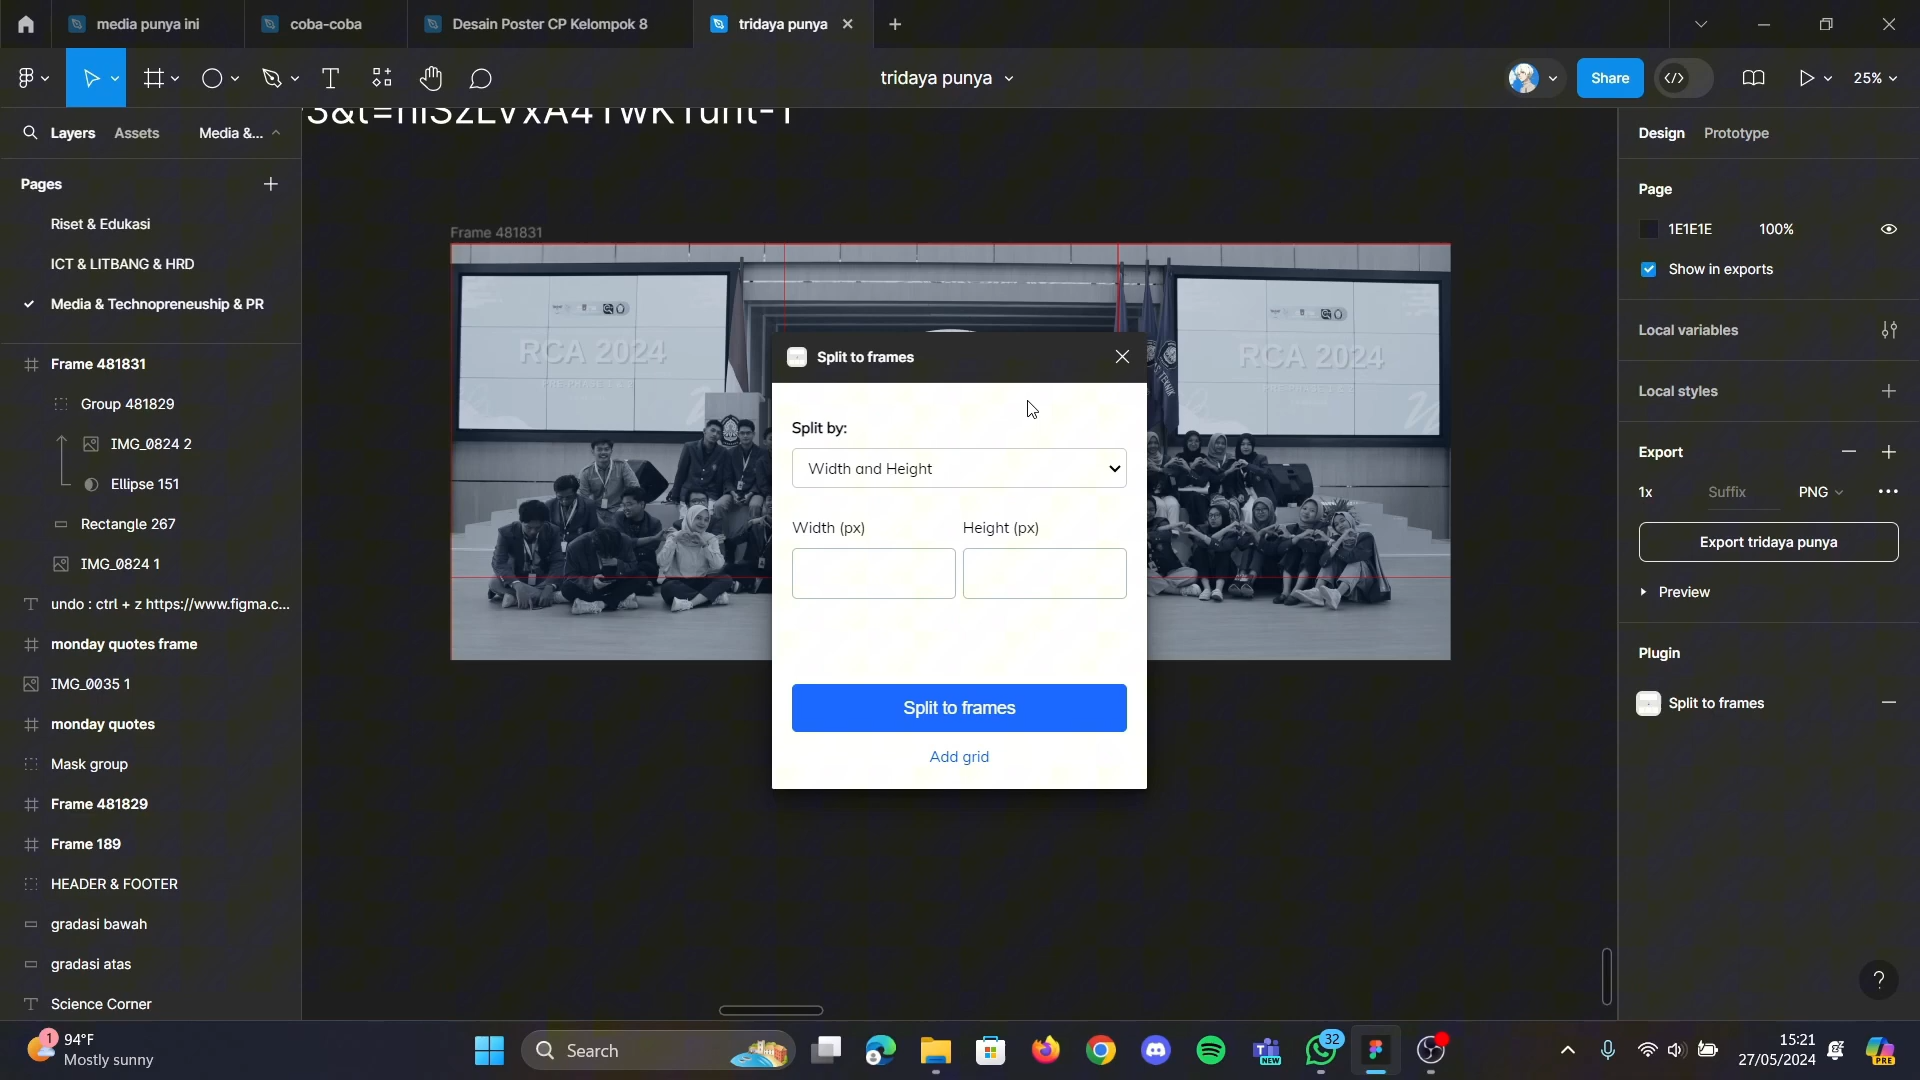 media punya ini
coba-coba
Desain Poster CP Kelompok 8
tridaya punya
tridaya punya
Share
25%
Layers
Assets
Media &...
Design
Prototype
Pages
Riset & Edukasi
ICT & LITBANG & HRD
Media & Technopreneuship & PR
Frame 481831
Group 481829
IMG_0824 2
Ellipse 151
Rectangle 267
IMG_0824 1
undo : ctrl + z https://www.figma.c...
monday quotes frame
IMG_0035 1
monday quotes
Mask group
Frame 481829
Frame 189
HEADER & FOOTER
gradasi bawah
gradasi atas
Science Corner
Frame 481831
RCA 2024
RCA 2024
Split to frames
Split by:
Width and Height
Width (px)
Height (px)
Split to frames
Add grid
Page
1E1E1E
100%
Show in exports
Local variables
Local styles
Export
1x
Suffix
PNG
Export tridaya punya
Preview
Plugin
Split to frames
?
1
94°F
Mostly sunny
Search
NEW
32
15:21
27/05/2024
PRE